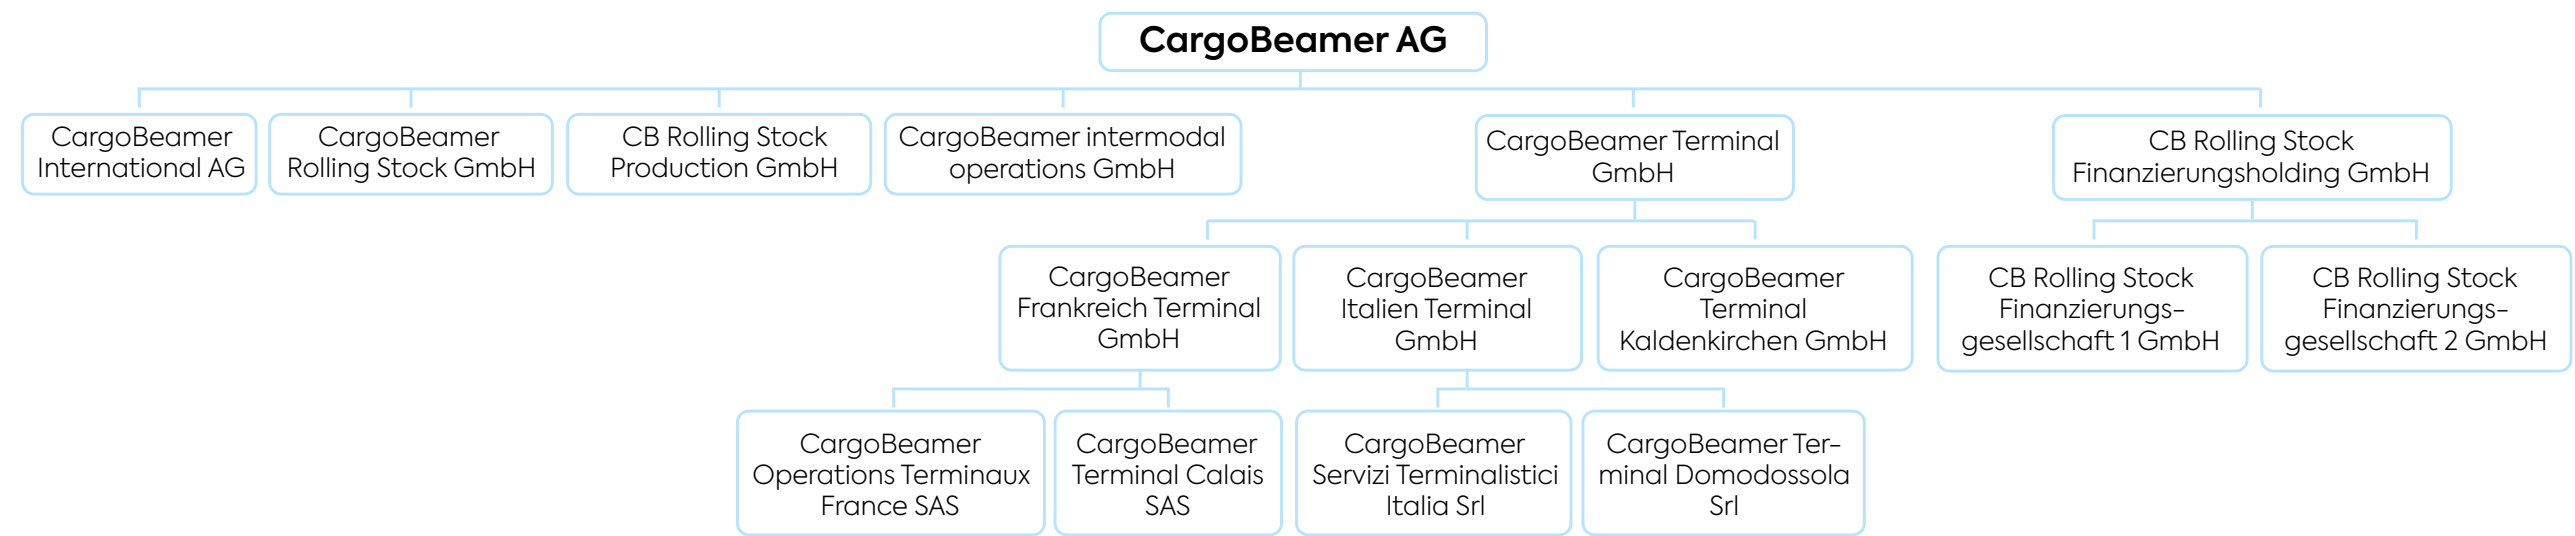 CargoBeamer AG
CargoBeamer
International AG
CargoBeamer
Rolling Stock GmbH
CB Rolling Stock
Production GmbH
CargoBeamer intermodal
operations GmbH
CargoBeamer Terminal
GmbH
CB Rolling Stock
Finanzierungsholding GmbH
CargoBeamer
Frankreich Terminal
GmbH
CargoBeamer
Italien Terminal
GmbH
CargoBeamer
Terminal
Kaldenkirchen GmbH
CB Rolling Stock
Finanzierungs-
gesellschaft 1 GmbH
CB Rolling Stock
Finanzierungs-
gesellschaft 2 GmbH
CargoBeamer
Operations Terminaux
France SAS
CargoBeamer
Terminal Calais
SAS
CargoBeamer
Servizi Terminalistici
Italia Srl
CargoBeamer Ter-
minal Domodossola
Srl